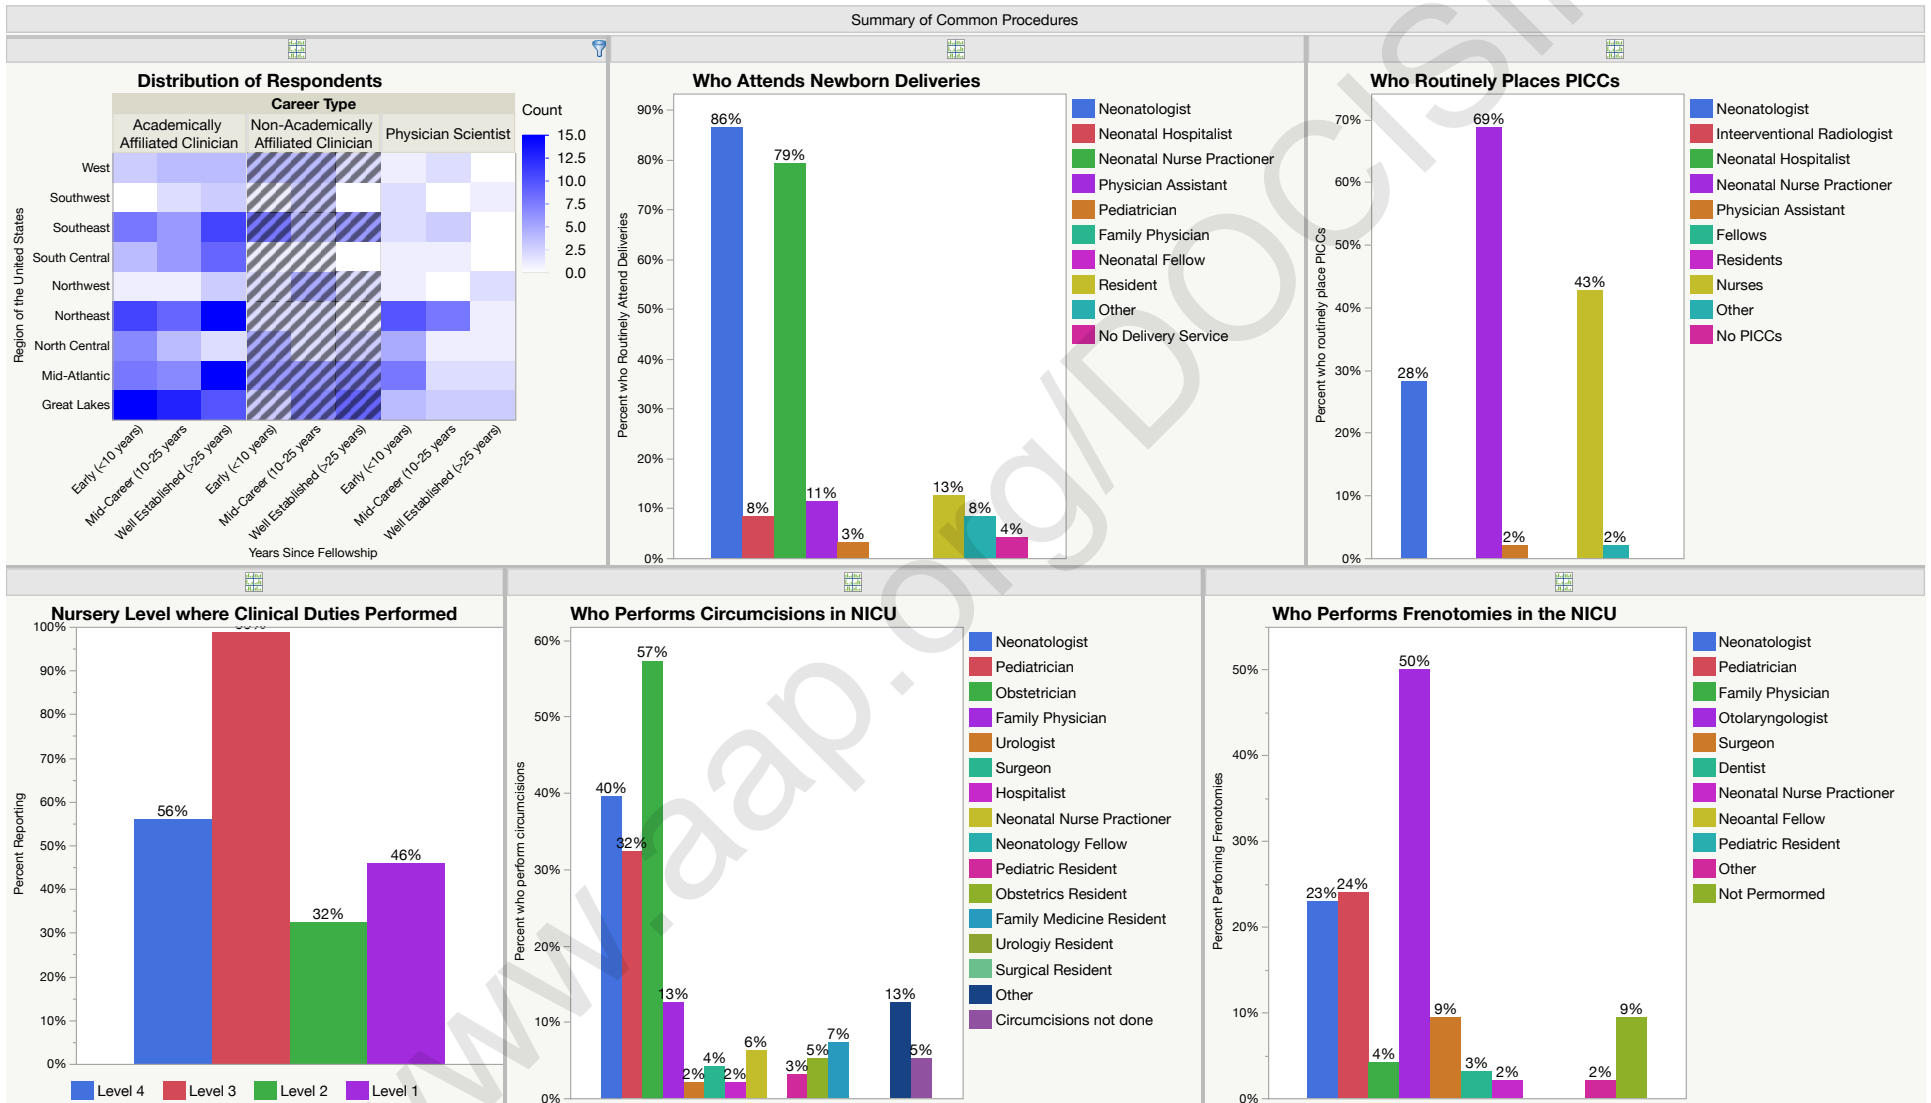 Summary of Common Procedures
Distribution of Respondents
Career Type
Academically
Affiliated Clinician
Non-Academically
Affiliated Clinician
Physician Scientist
Count
15.0
12.5
10.0
7.5
5.0
2.5
0.0
Region of the United States
West
Southwest
Southeast
South Central
Northwest
Northeast
North Central
Mid-Atlantic
Great Lakes
Early (<10 years)
Mid-Career (10-25 years
Well Established (>25 years)
Early (<10 years)
Mid-Career (10-25 years
Well Established (>25 years)
Early (<10 years)
Mid-Career (10-25 years
Well Established (>25 years)
Years Since Fellowship
Who Attends Newborn Deliveries
Percent who Routinely Attend Deliveries
90%
80%
70%
60%
50%
40%
30%
20%
10%
0%
86%
8%
79%
11%
3%
13%
8%
4%
Neonatologist
Neonatal Hospitalist
Neonatal Nurse Practioner
Physician Assistant
Pediatrician
Family Physician
Neonatal Fellow
Resident
Other
No Delivery Service
Who Routinely Places PICCs
Percent who routinely place PICCs
70%
60%
50%
40%
30%
20%
10%
0%
28%
69%
2%
43%
2%
Neonatologist
Inteerventional Radiologist
Neonatal Hospitalist
Neonatal Nurse Practioner
Physician Assistant
Fellows
Residents
Nurses
Other
No PICCs
Nursery Level where Clinical Duties Performed
Percent Reporting
100%
90%
80%
70%
60%
50%
40%
30%
20%
10%
0%
56%
32%
46%
Level 4
Level 3
Level 2
Level 1
Who Performs Circumcisions in NICU
Percent who perform circumcisions
60%
50%
40%
30%
20%
10%
0%
40%
32%
57%
13%
2%
4%
2%
6%
3%
5%
7%
13%
5%
Neonatologist
Pediatrician
Obstetrician
Family Physician
Urologist
Surgeon
Hospitalist
Neonatal Nurse Practioner
Neonatology Fellow
Pediatric Resident
Obstetrics Resident
Family Medicine Resident
Urologiy Resident
Surgical Resident
Other
Circumcisions not done
Who Performs Frenotomies in the NICU
Percent Perfoming Frenotomies
50%
40%
30%
20%
10%
0%
23%
24%
4%
50%
9%
3%
2%
2%
9%
Neonatologist
Pediatrician
Family Physician
Otolaryngologist
Surgeon
Dentist
Neonatal Nurse Practioner
Neoantal Fellow
Pediatric Resident
Other
Not Permormed